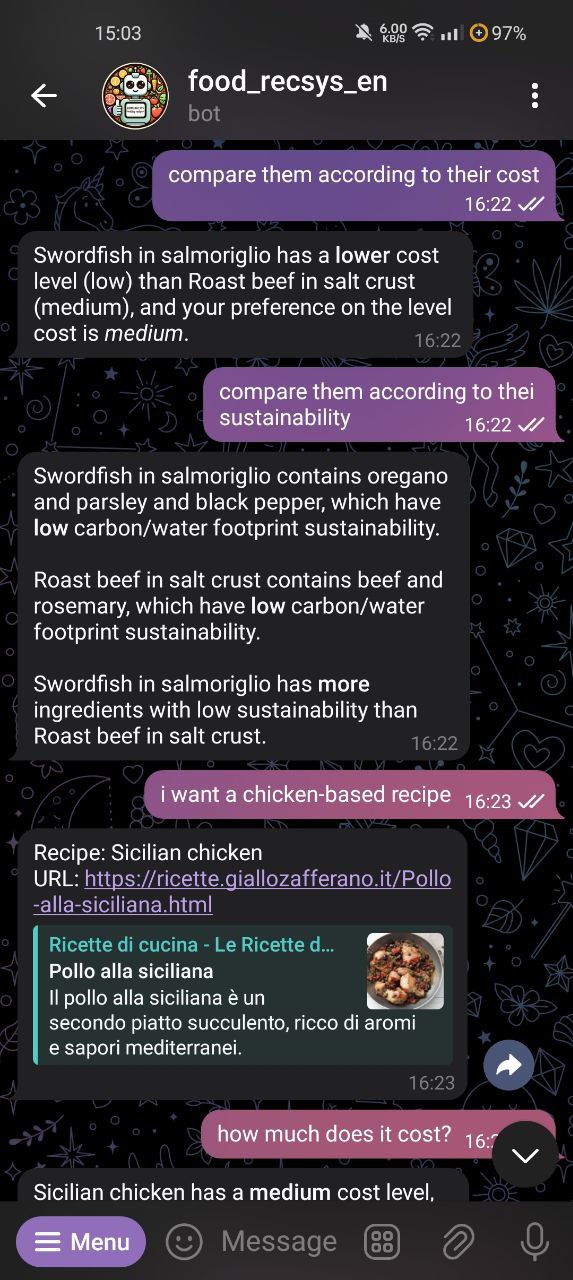 15:03
6.00
KB/S
97%
food_recsys_en
bot
compare them according to their cost
16:22
Swordfish in salmoriglio has a lower cost
level (low) than Roast beef in salt crust
(medium), and your preference on the level
cost is medium.
16:22
compare them according to thei
sustainability
16:22
Swordfish in salmoriglio contains oregano
and parsley and black pepper, which have
low carbon/water footprint sustainability.
Roast beef in salt crust contains beef and
rosemary, which have low carbon/water
footprint sustainability.
Swordfish in salmoriglio has more
ingredients with low sustainability than
Roast beef in salt crust.
16:22
i want a chicken-based recipe
16:23
Recipe: Sicilian chicken
URL: https://ricette.giallozafferano.it/Pollo
-alla-siciliana.html
Ricette di cucina - Le Ricette d...
Pollo alla siciliana
Il pollo alla siciliana è un
secondo piatto succulento, ricco di aromi
e sapori mediterranei.
16:23
how much does it cost?
Sicilian chicken has a medium cost level,
Menu
Message